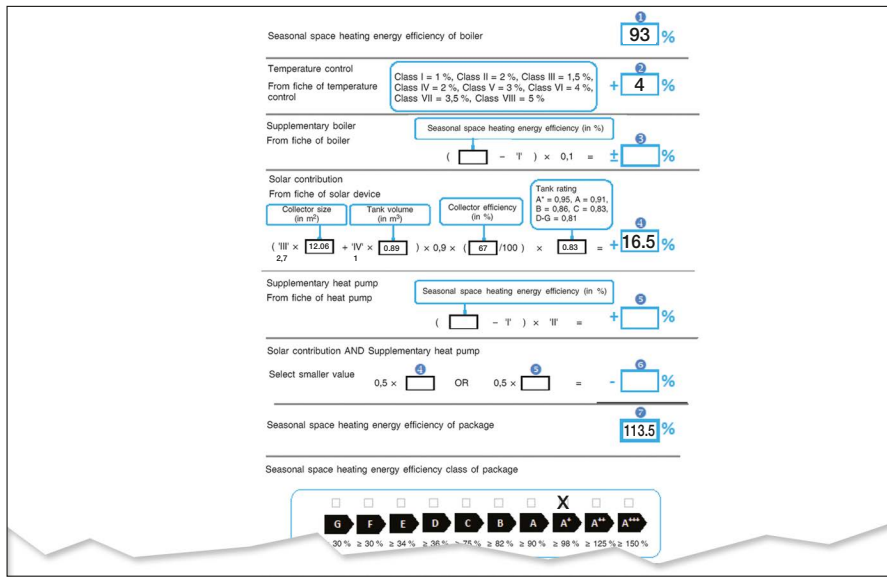 1
Seasonal space heating energy efficiency of boiler 93 %
Temperature control
From fiche of temperature
control
Class I = 1 %, Class II = 2 %, Class III = 1,5 %,
Class IV = 2 %, Class V = 3 %, Class VI = 4 %,
Class VII = 3,5 %, Class VIII = 5 %
2
+ 4 %
Supplementary boiler
From fiche of boiler
Seasonal space heating energy efficiency (in %)
3
( - 'I' ) × 0,1 = ± %
Solar contribution
From fiche of solar device
Collector size
(in m²)
Tank volume
(in m³)
Collector efficiency
(in %)
Tank rating
A* = 0,95, A = 0,91,
B = 0,86, C = 0,83,
D-G = 0,81
4
( 'III' × 12.06 + 'IV' × 0.89 ) × 0,9 × ( 67 /100 ) × 0.83 = + 16.5 %
2,7 1
Supplementary heat pump
From fiche of heat pump
Seasonal space heating energy efficiency (in %)
5
( - 'I' ) × 'II' = + %
Solar contribution AND Supplementary heat pump
Select smaller value
4 5 6
0,5 × OR 0,5 × = - %
7
Seasonal space heating energy efficiency of package 113.5 %
Seasonal space heating energy efficiency class of package
X
G F E D C B A A⁺ A⁺⁺ A⁺⁺⁺
30 % ≥ 30 % ≥ 34 % ≥ 36 % ≥ 75 % ≥ 82 % ≥ 90 % ≥ 98 % ≥ 125 % ≥ 150 %